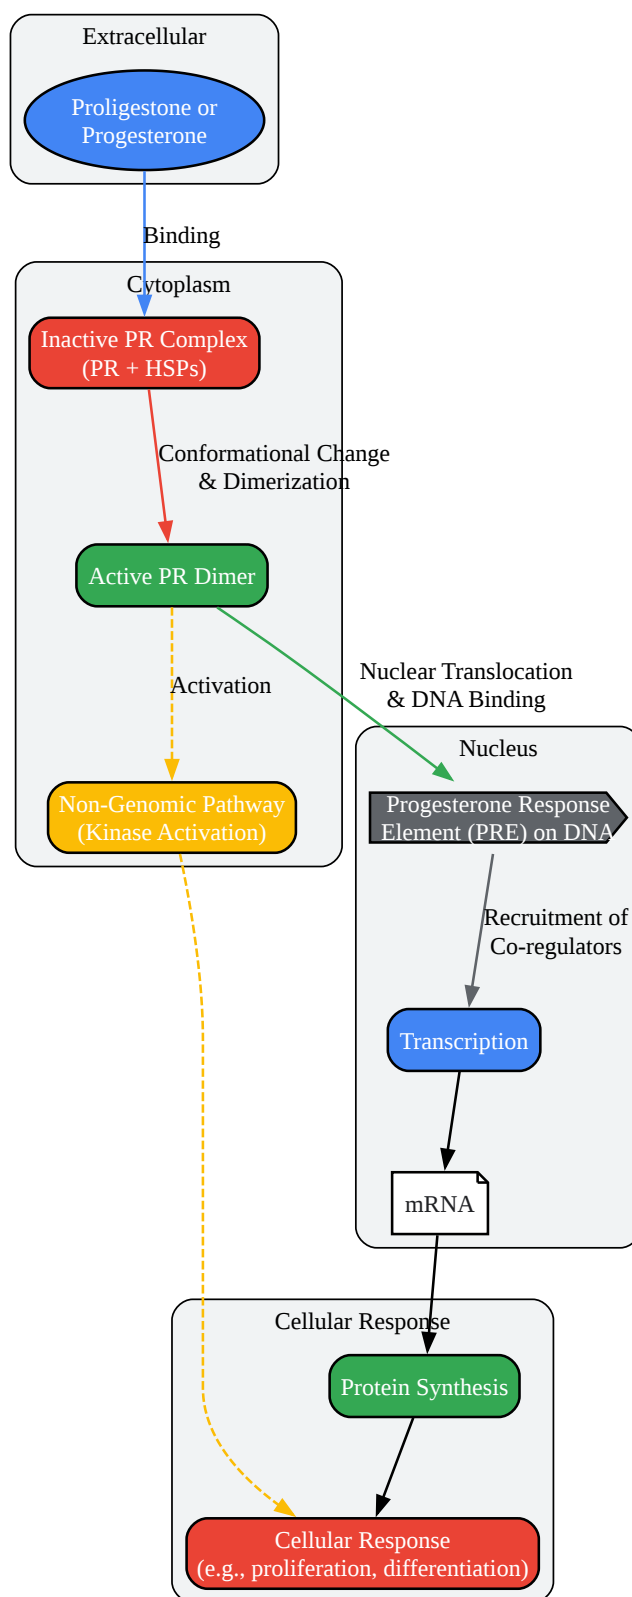 Extracellular
Proligestone or
Progesterone
Binding
Cytoplasm
Inactive PR Complex
(PR + HSPs)
Conformational Change
& Dimerization
Active PR Dimer
Activation
Nuclear Translocation
& DNA Binding
Nucleus
Non-Genomic Pathway
(Kinase Activation)
Progesterone Response
Element (PRE) on DNA
Recruitment of
Co-regulators
Transcription
mRNA
Cellular Response
Protein Synthesis
Cellular Response
(e.g., proliferation, differentiation)